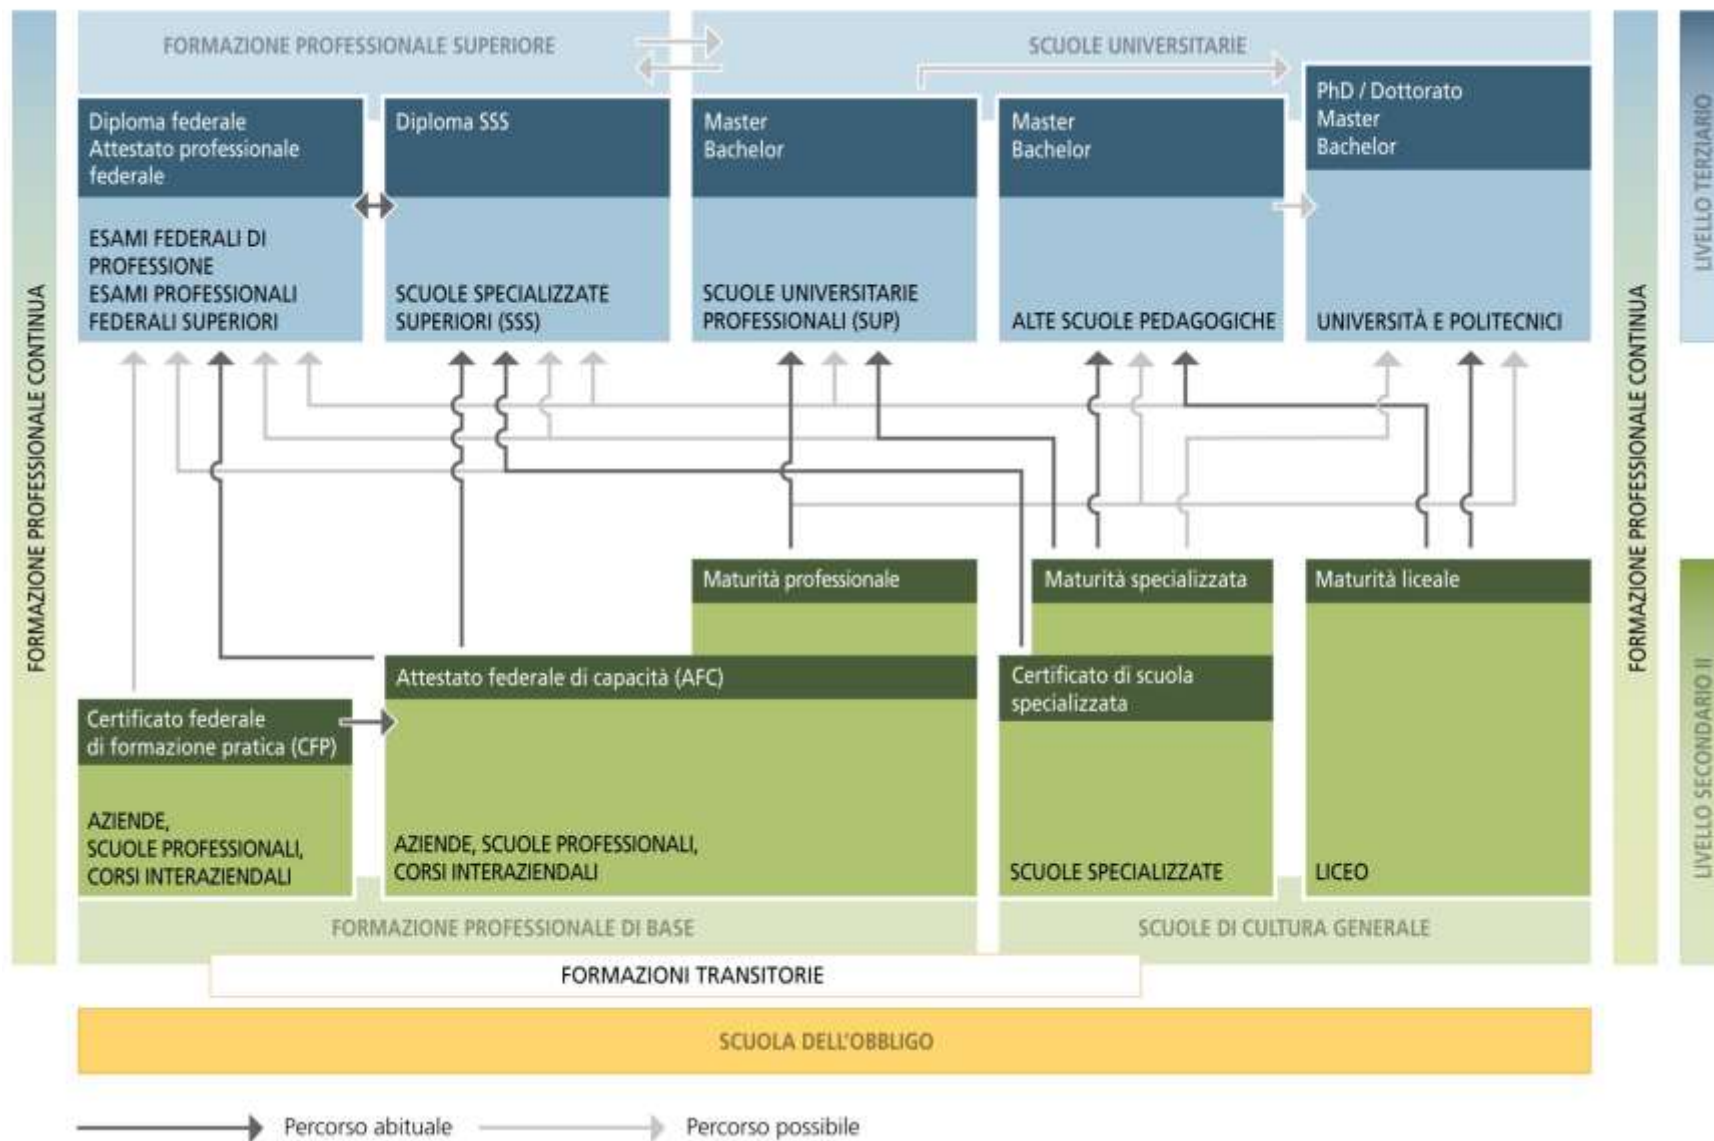 FORMAZIONE PROFESSIONALE CONTINUA
FORMAZIONE PROFESSIONALE SUPERIORE
SCUOLE UNIVERSITARIE
Diploma federale
Attestato professionale
federale
ESAMI FEDERALI DI
PROFESSIONE
ESAMI PROFESSIONALI
FEDERALI SUPERIORI
Diploma SSS
SCUOLE SPECIALIZZATE
SUPERIORI (SSS)
Master
Bachelor
SCUOLE UNIVERSITARIE
PROFESSIONALI (SUP)
Master
Bachelor
ALTE SCUOLE PEDAGOGICHE
PhD / Dottorato
Master
Bachelor
UNIVERSITÀ E POLITECNICI
FORMAZIONE PROFESSIONALE CONTINUA
LIVELLO TERZIARIO
Maturità professionale
Maturità specializzata
Maturità liceale
Attestato federale di capacità (AFC)
Certificato di scuola
specializzata
Certificato federale
di formazione pratica (CFP)
AZIENDE,
SCUOLE PROFESSIONALI,
CORSI INTERAZIENDALI
AZIENDE, SCUOLE PROFESSIONALI,
CORSI INTERAZIENDALI
SCUOLE SPECIALIZZATE
LICEO
LIVELLO SECONDARIO II
FORMAZIONE PROFESSIONALE DI BASE
SCUOLE DI CULTURA GENERALE
FORMAZIONI TRANSITORIE
SCUOLA DELL'OBBLIGO
Percorso abituale
Percorso possibile